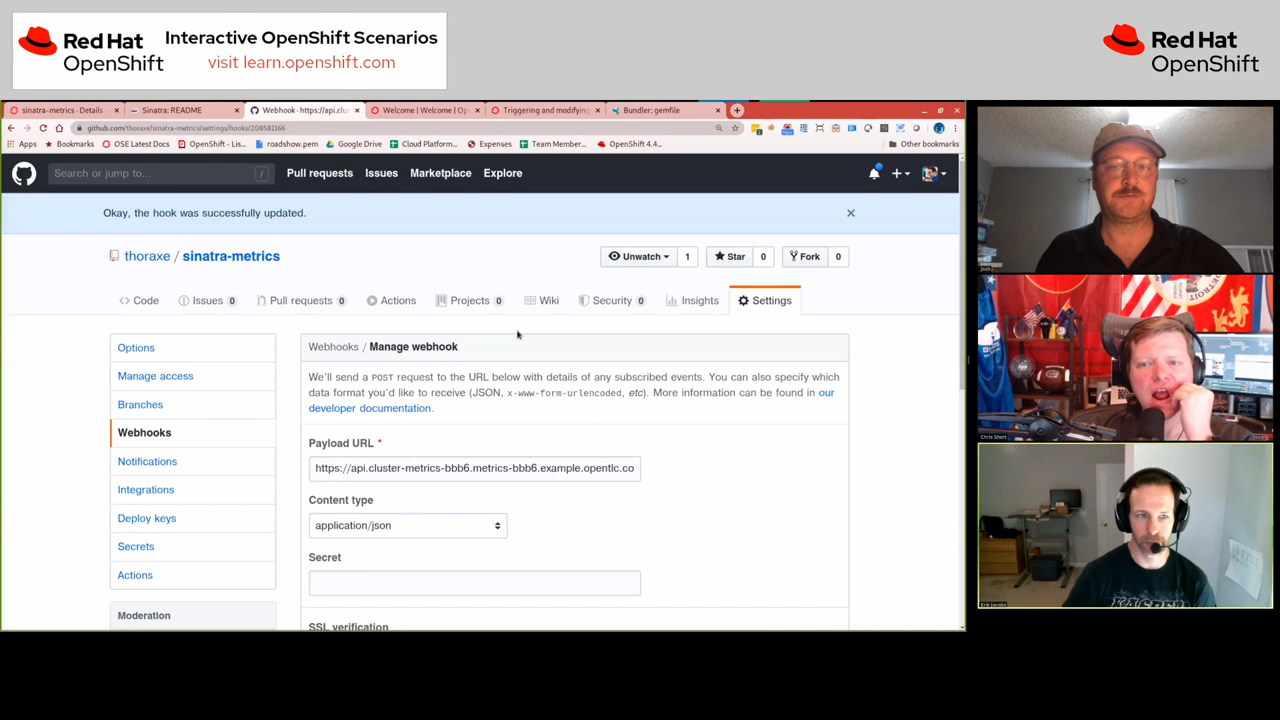 Red Hat
OpenShift
Interactive OpenShift Scenarios
visit learn.openshift.com
Red Hat
OpenShift
sinatra-metrics · Details
Sinatra: README
Webhook · https://api.clus
Welcome | Welcome | Op
Triggering and modifying
Bundler: gemfile
github.com/thoraxe/sinatra-metrics/settings/hooks/208581166
Apps
Bookmarks
OSE Latest Docs
OpenShift - Lis...
roadshow.pem
Google Drive
Cloud Platform...
Expenses
Team Member...
OpenShift 4.4...
Other bookmarks
Search or jump to...
/
Pull requests
Issues
Marketplace
Explore
Okay, the hook was successfully updated.
thoraxe / sinatra-metrics
Unwatch 1
Star 0
Fork 0
Code
Issues 0
Pull requests 0
Actions
Projects 0
Wiki
Security 0
Insights
Settings
Options
Manage access
Branches
Webhooks
Notifications
Integrations
Deploy keys
Secrets
Actions
Moderation
Webhooks / Manage webhook
We'll send a POST request to the URL below with details of any subscribed events. You can also specify which
data format you'd like to receive (JSON, x-www-form-urlencoded, etc). More information can be found in our
developer documentation.
Payload URL *
https://api.cluster-metrics-bbb6.metrics-bbb6.example.opentlc.co
Content type
application/json
Secret
SSL verification
Josh
Chris Short
Erik Jacobs